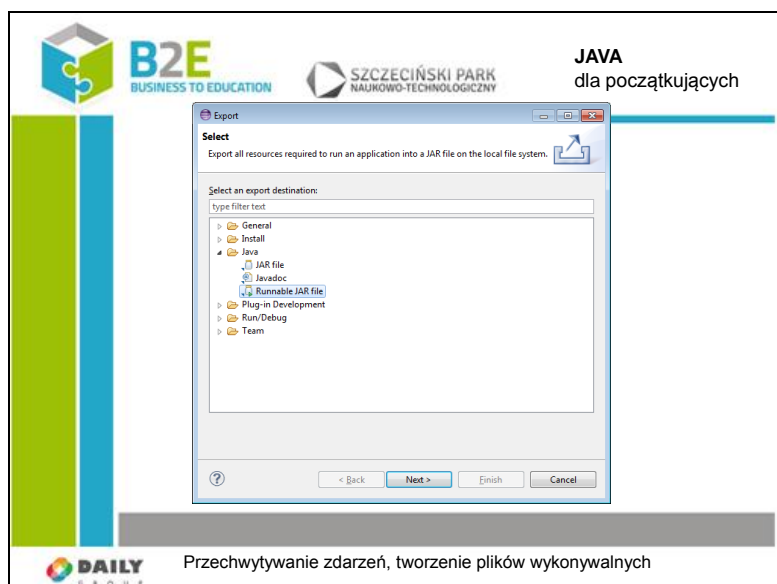 B2E
BUSINESS TO EDUCATION
SZCZECIŃSKI PARK
NAUKOWO-TECHNOLOGICZNY
JAVA
dla początkujących
Export
Select
Export all resources required to run an application into a JAR file on the local file system.
Select an export destination:
type filter text
General
Install
Java
JAR file
Javadoc
Runnable JAR file
Plug-in Development
Run/Debug
Team
?
< Back
Next >
Finish
Cancel
DAILY
Przechwytywanie zdarzeń, tworzenie plików wykonywalnych